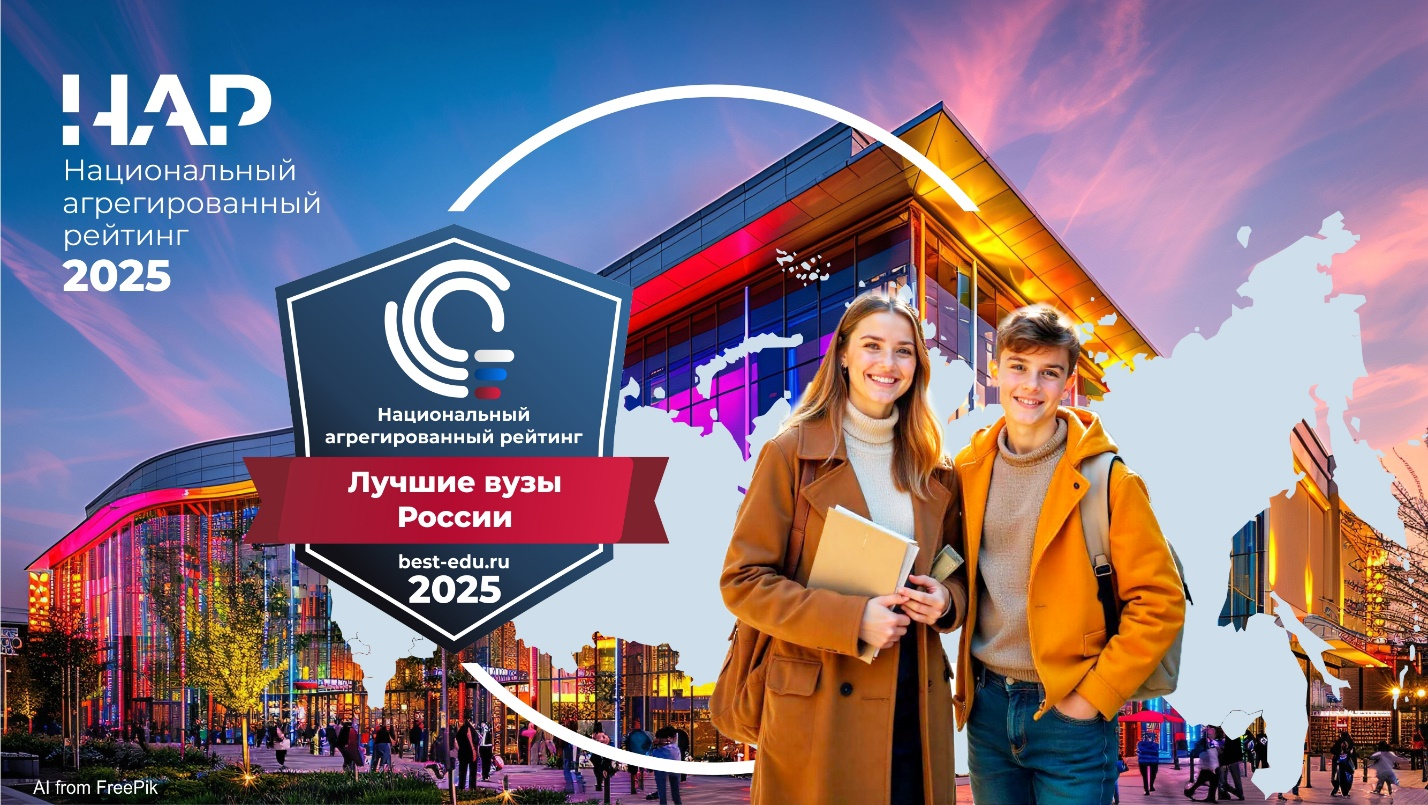 НАР
Национальный
агрегированный
рейтинг
2025
Национальный
агрегированный рейтинг
Лучшие вузы
России
best-edu.ru
2025
AI from FreePik